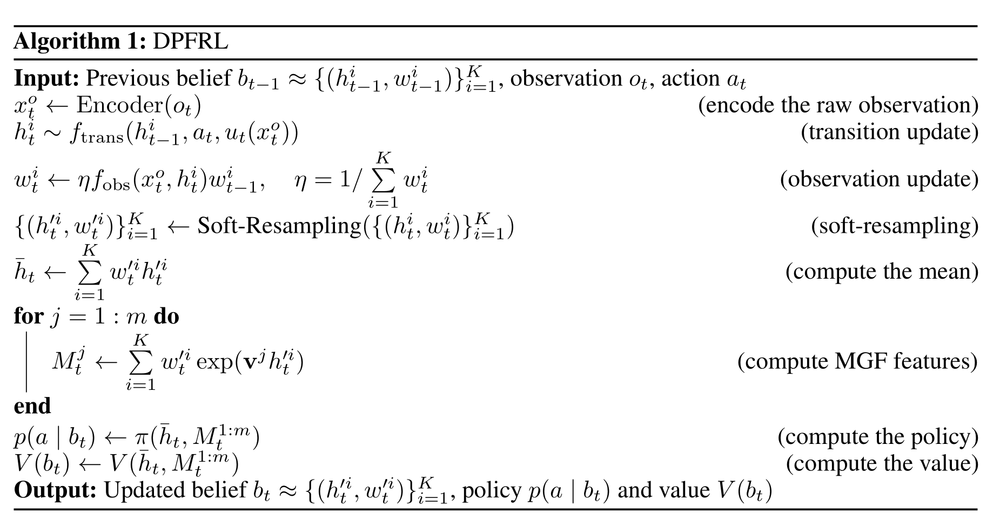 Algorithm 1: DPFRL
Input: Previous belief $b_{t-1} \approx \{(h_{t-1}^i, w_{t-1}^i)\}_{i=1}^K$, observation $o_t$, action $a_t$
$x_t^o \leftarrow \mathrm{Encoder}(o_t)$ (encode the raw observation)
$h_t^i \sim f_{\mathrm{trans}}(h_{t-1}^i, a_t, u_t(x_t^o))$ (transition update)
$w_t^i \leftarrow \eta f_{\mathrm{obs}}(x_t^o, h_t^i) w_{t-1}^i, \quad \eta = 1/\sum_{i=1}^K w_t^i$ (observation update)
$\{(h_t'^i, w_t'^i)\}_{i=1}^K \leftarrow$ Soft-Resampling$(\{(h_t^i, w_t^i)\}_{i=1}^K)$ (soft-resampling)
$\bar{h}_t \leftarrow \sum_{i=1}^K w_t'^i h_t'^i$ (compute the mean)
for $j = 1 : m$ do
$M_t^j \leftarrow \sum_{i=1}^K w_t'^i \exp(\mathbf{v}^j h_t'^i)$ (compute MGF features)
end
$p(a \mid b_t) \leftarrow \pi(\bar{h}_t, M_t^{1:m})$ (compute the policy)
$V(b_t) \leftarrow V(\bar{h}_t, M_t^{1:m})$ (compute the value)
Output: Updated belief $b_t \approx \{(h_t'^i, w_t'^i)\}_{i=1}^K$, policy $p(a \mid b_t)$ and value $V(b_t)$